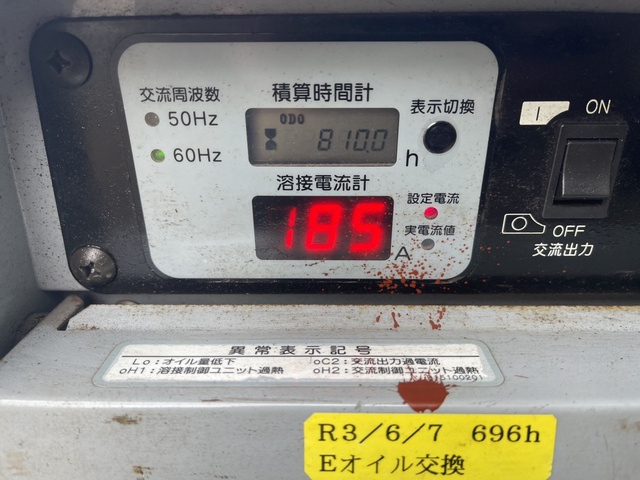 交流周波数
50Hz
60Hz
積算時間計
ODO
810.0 h
表示切換
溶接電流計
185 A
設定電流
実電流値
I ON
OFF
交流出力
異常表示記号
Lo：オイル量低下 oC2：交流出力過電流
oH1：溶接制御ユニット過熱 oH2：交流制御ユニット過熱
R3/6/7 696h
Eオイル交換